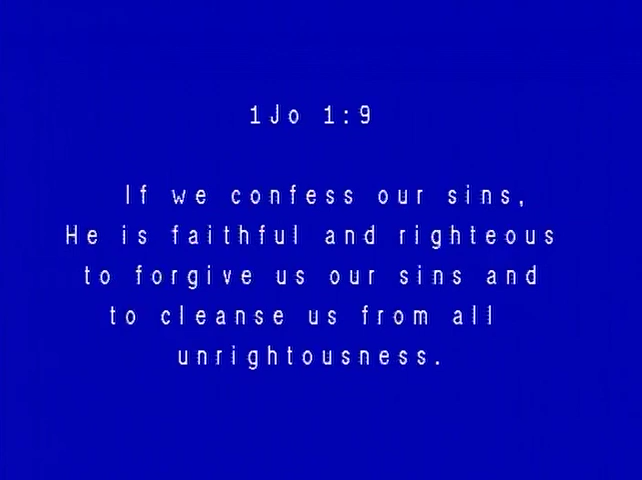 1Jo 1:9
If we confess our sins,
He is faithful and righteous
to forgive us our sins and
to cleanse us from all
unrightousness.